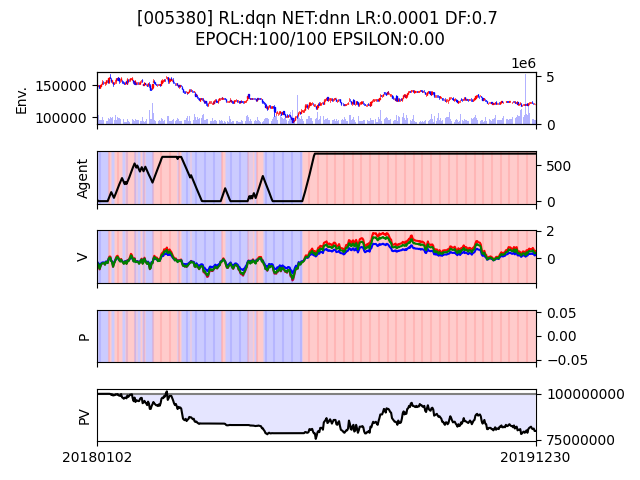 [005380] RL:dqn NET:dnn LR:0.0001 DF:0.7
EPOCH:100/100 EPSILON:0.00
1e6
Env.
150000
100000
5
0
Agent
500
0
V
2
0
P
0.05
0.00
−0.05
PV
100000000
75000000
20180102
20191230